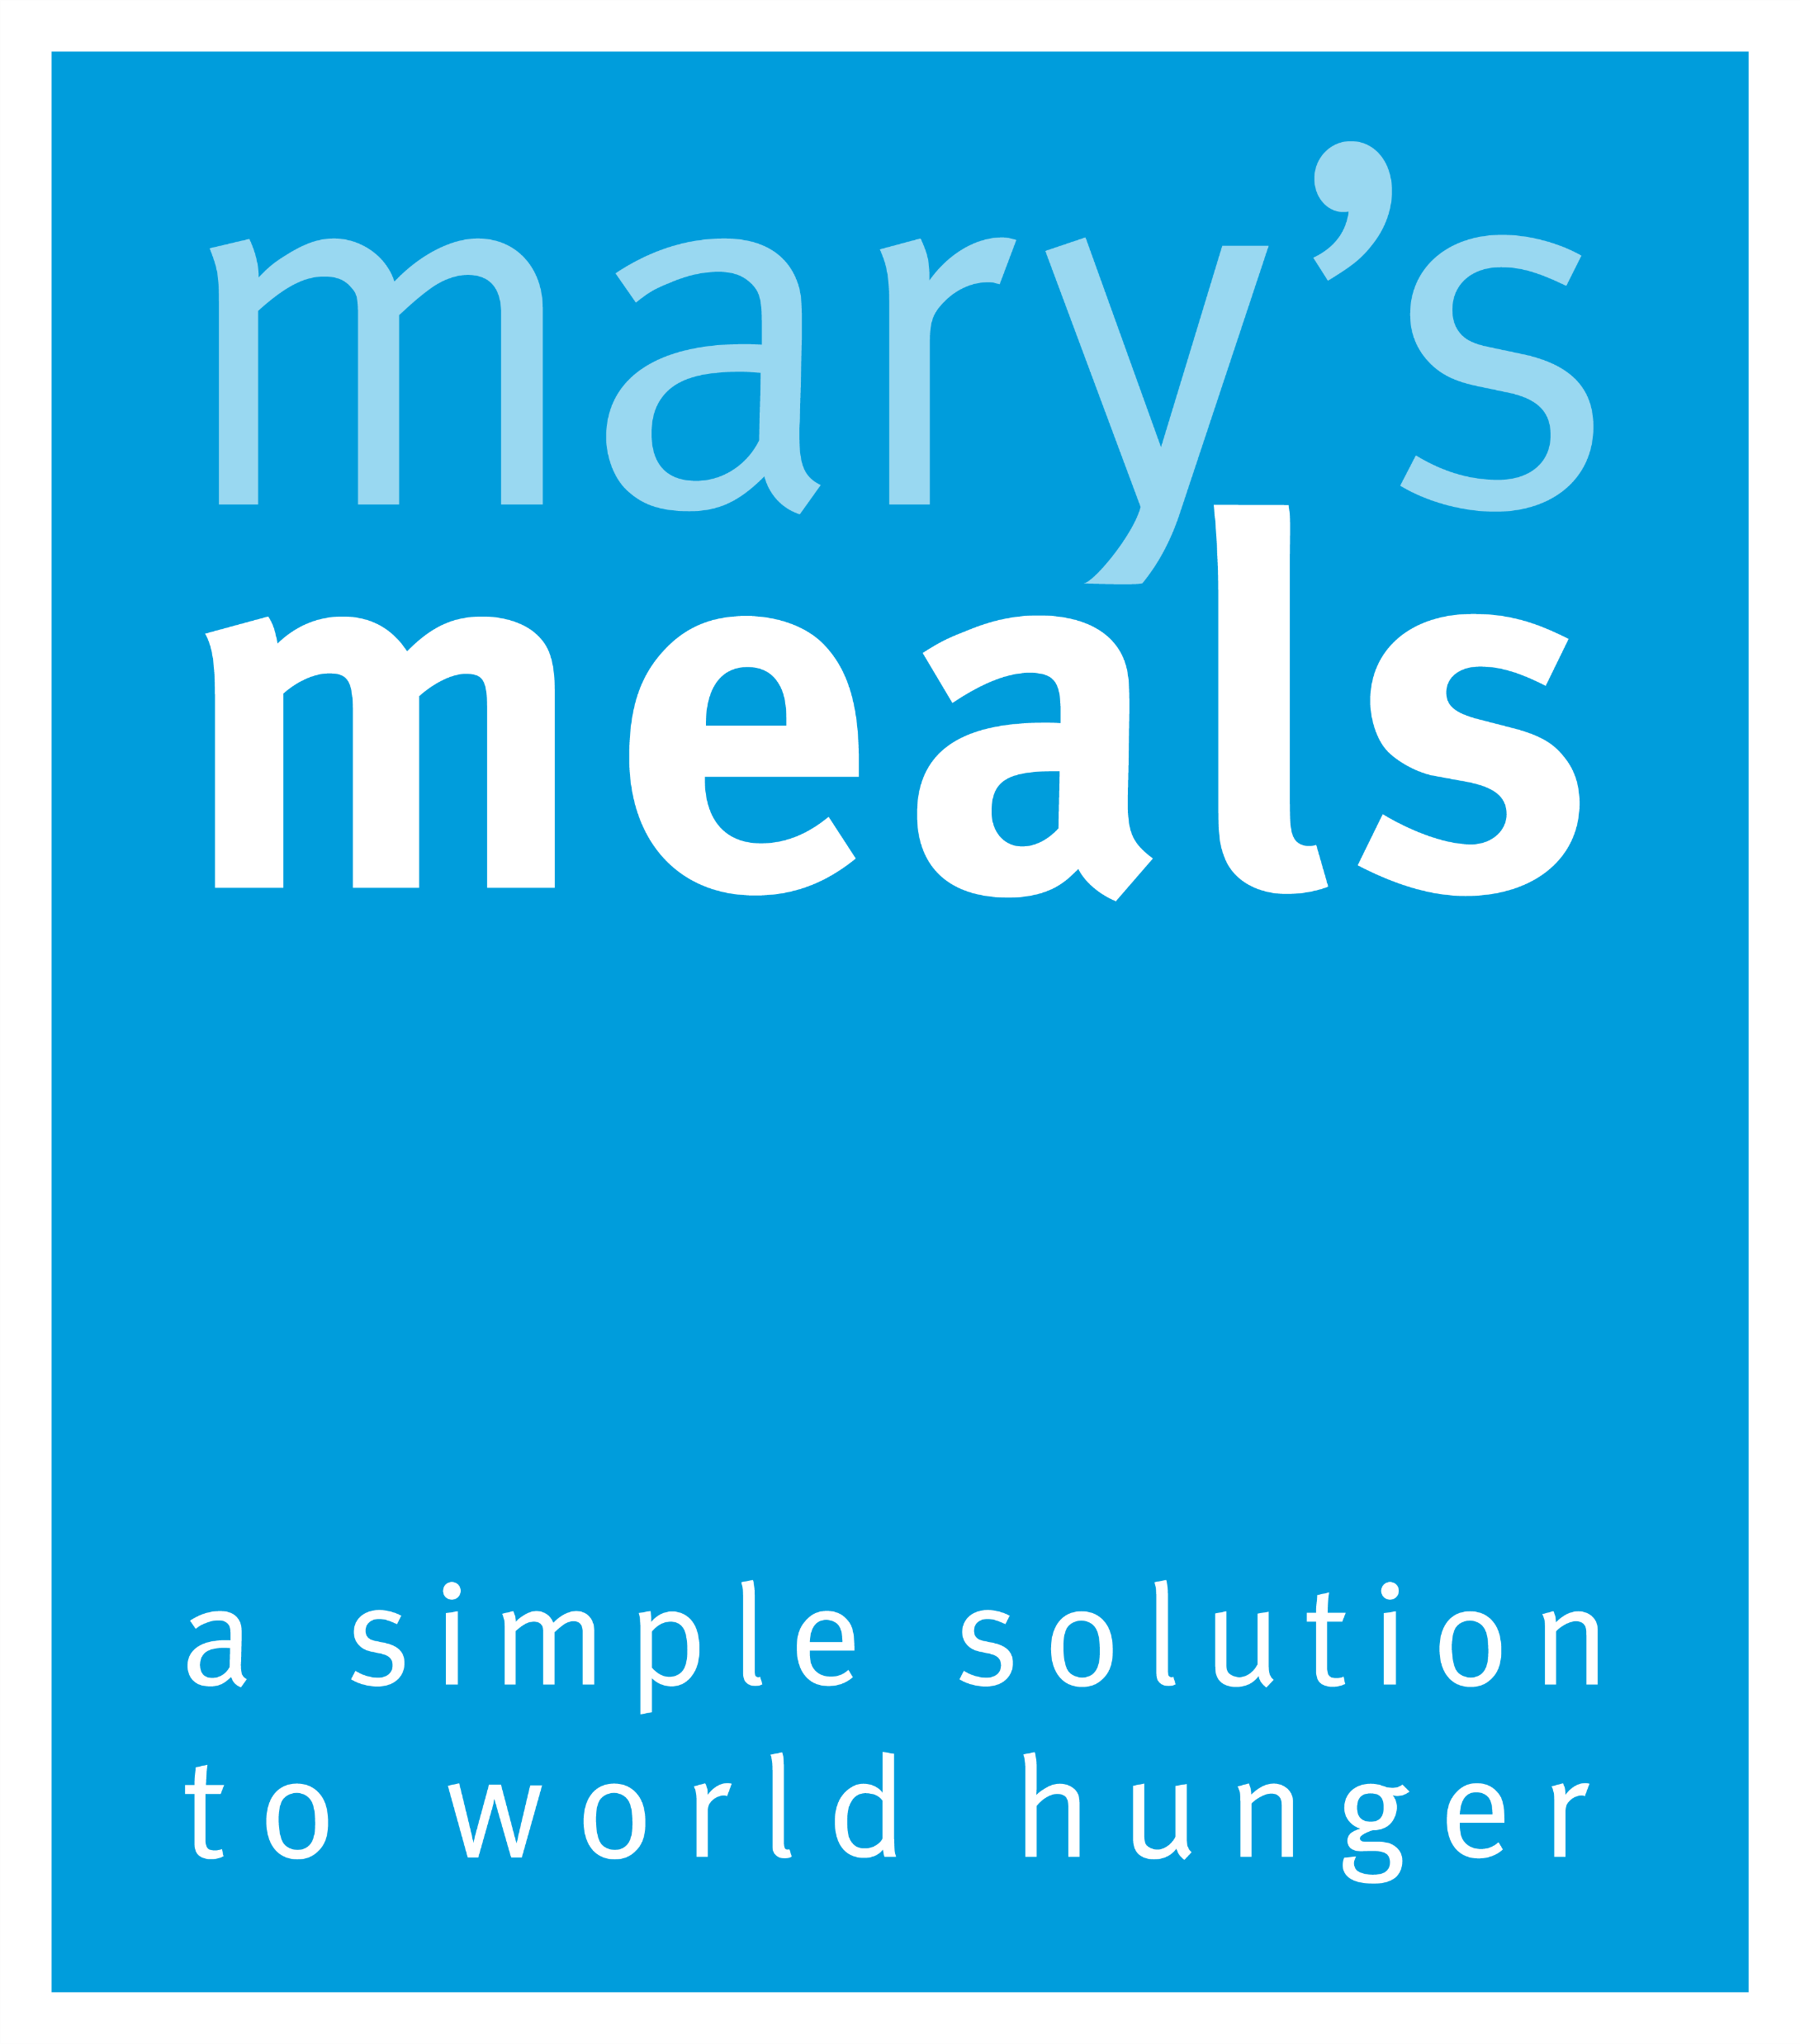 mary’s
meals
a simple solution
to world hunger